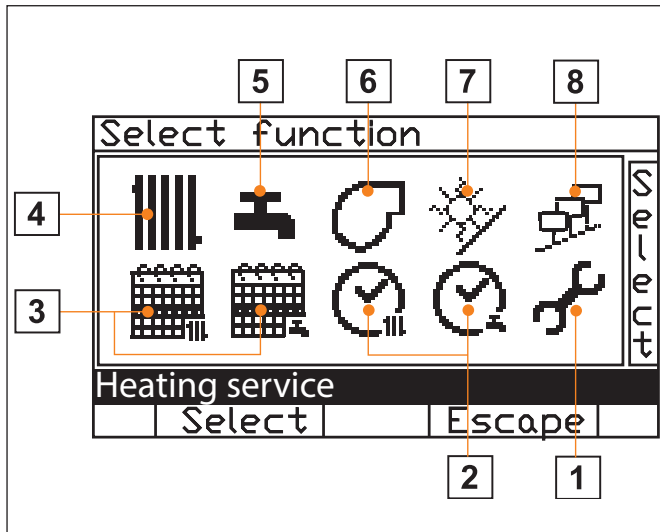 5 6 7 8
Select function
4
Select
3
Heating service
Select Escape
2 1